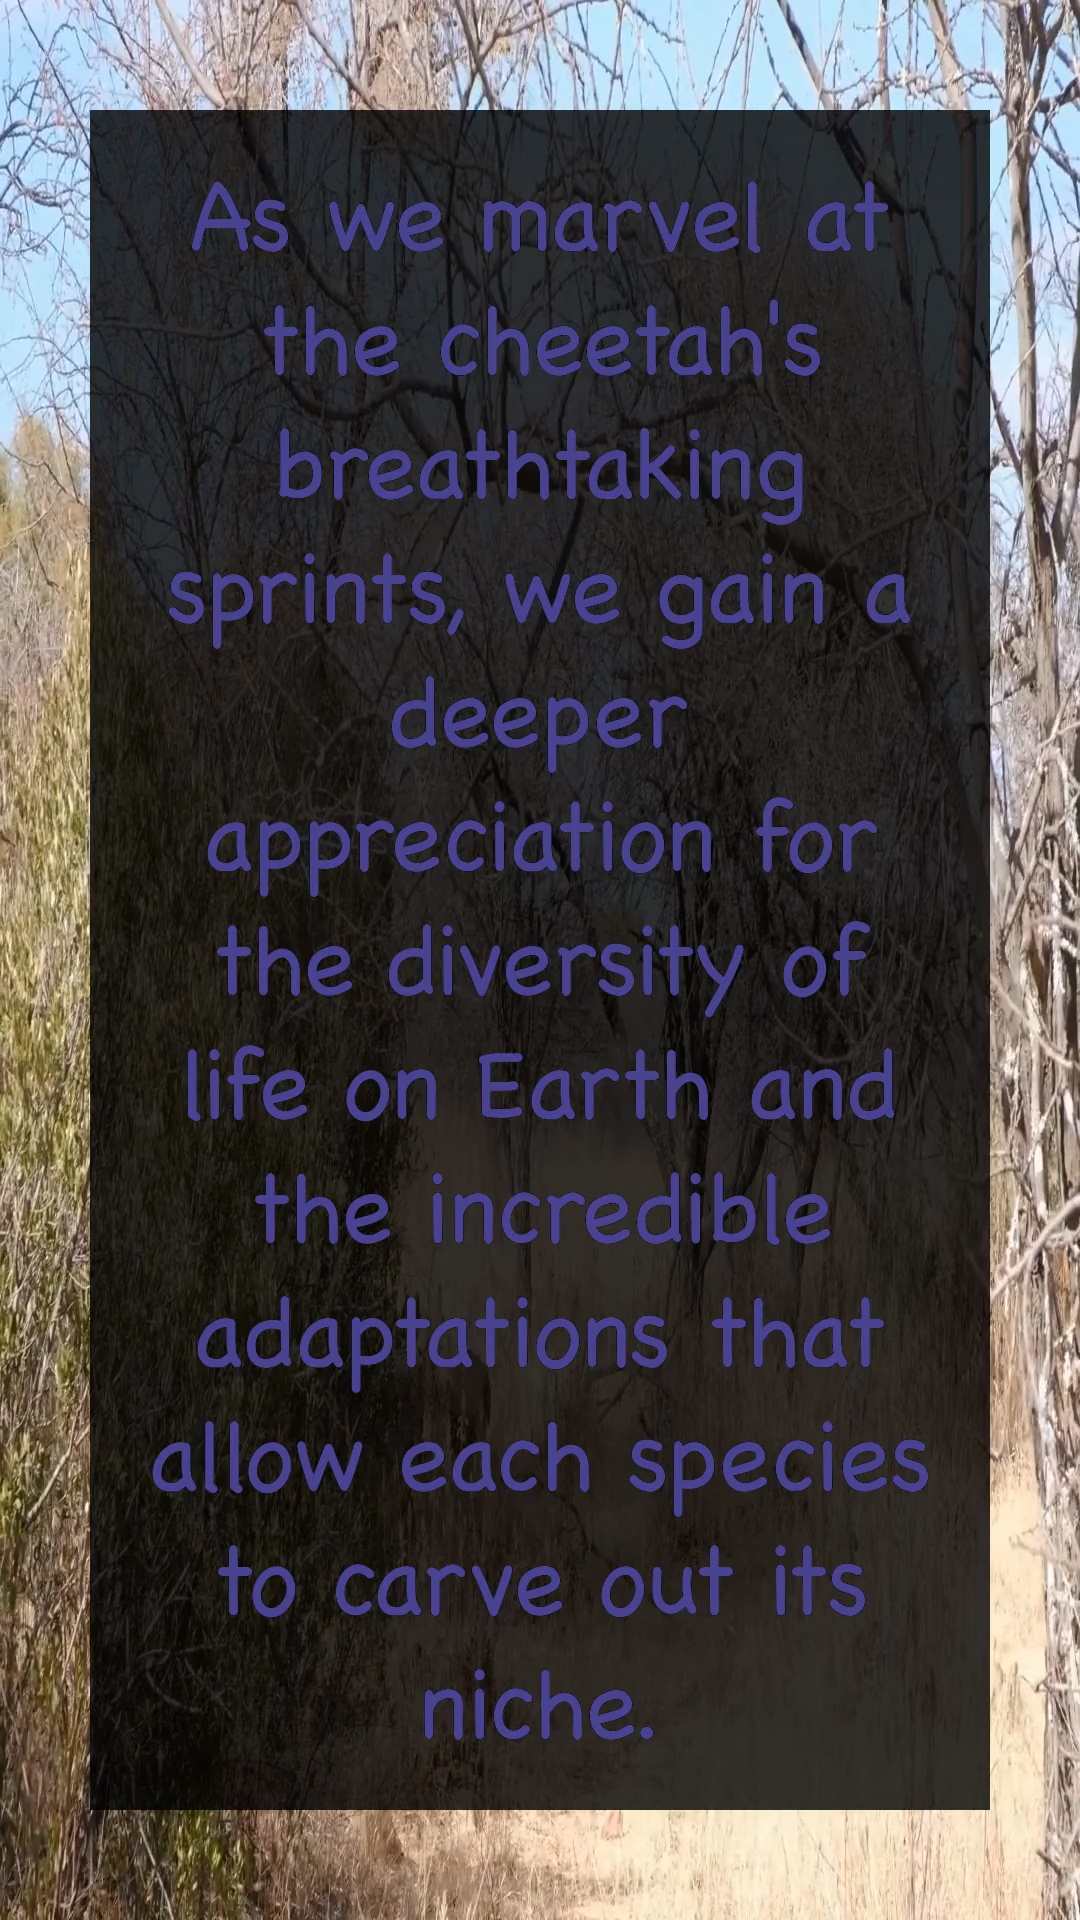 As we marvel at
the cheetah's
breathtaking
sprints, we gain a
deeper
appreciation for
the diversity of
life on Earth and
the incredible
adaptations that
allow each species
to carve out its
niche.